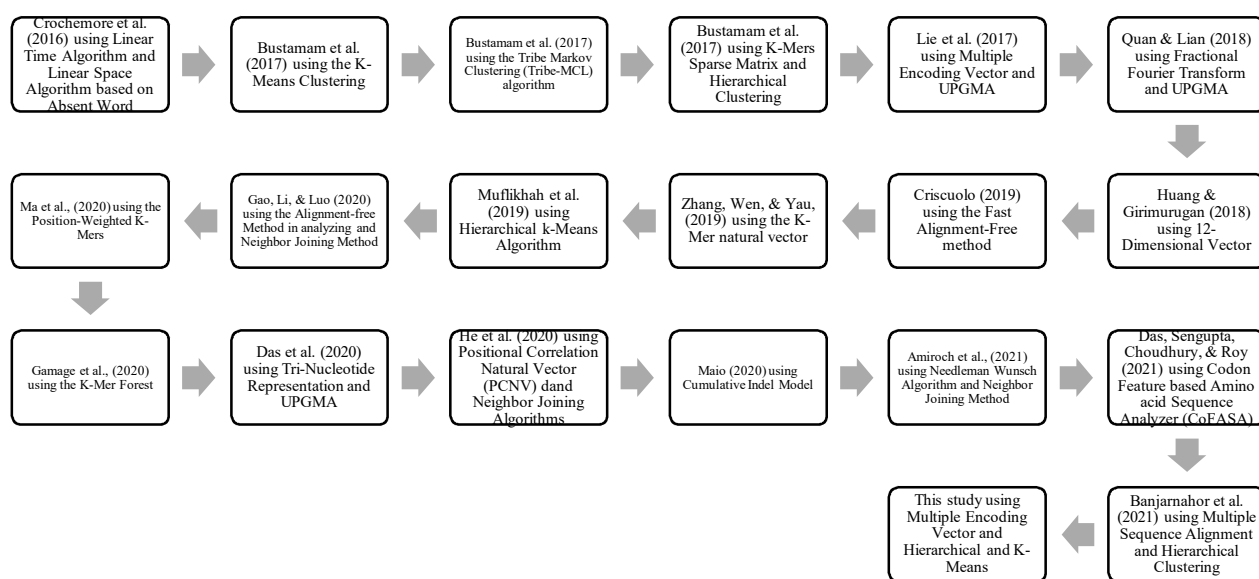 Crochemore et al.
(2016) using Linear
Time Algorithm and
Linear Space
Algorithm based on
Absent Word
Bustamam et al.
(2017) using the K-
Means Clustering
Bustamam et al. (2017)
using the Tribe Markov
Clustering (Tribe-MCL)
algorithm
Bustamam et al.
(2017) using K-Mers
Sparse Matrix and
Hierarchical
Clustering
Lie et al. (2017)
using Multiple
Encoding Vector and
UPGMA
Quan & Lian (2018)
using Fractional
Fourier Transform
and UPGMA
Huang &
Girimurugan (2018)
using 12-
Dimensional Vector
Criscuolo (2019)
using the Fast
Alignment-Free
method
Zhang, Wen, & Yau,
(2019) using the K-
Mer natural vector
Muflikhah et al.
(2019) using
Hierarchical k-Means
Algorithm
Gao, Li, & Luo (2020)
using the Alignment-free
Method in analyzing and
Neighbor Joining Method
Ma et al., (2020) using the
Position-Weighted K-
Mers
Gamage et al., (2020)
using the K-Mer Forest
Das et al. (2020)
using Tri-Nucleotide
Representation and
UPGMA
He et al. (2020) using
Positional Correlation
Natural Vector
(PCNV) dand
Neighbor Joining
Algorithms
Maio (2020) using
Cumulative Indel Model
Amiroch et al., (2021)
using Needleman Wunsch
Algorithm and Neighbor
Joining Method
Das, Sengupta,
Choudhury, & Roy
(2021) using Codon
Feature based Amino
acid Sequence
Analyzer (CoFASA)
Banjarnahor et al.
(2021) using Multiple
Sequence Alignment
and Hierarchical
Clustering
This study using
Multiple Encoding
Vector and
Hierarchical and K-
Means